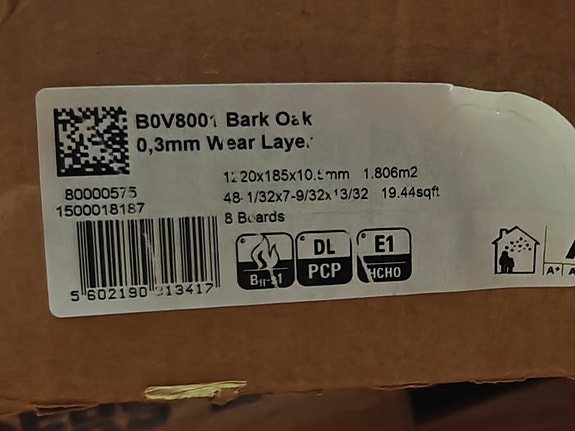 B0V8001 Bark Oak
0,3mm Wear Layer
1220x185x10.5mm 1.806m2
48-1/32x7-9/32x13/32 19.44sqft
8 Boards
80000575
1500018187
5 602190 313417
DL
PCP
E1
HCHO
A+